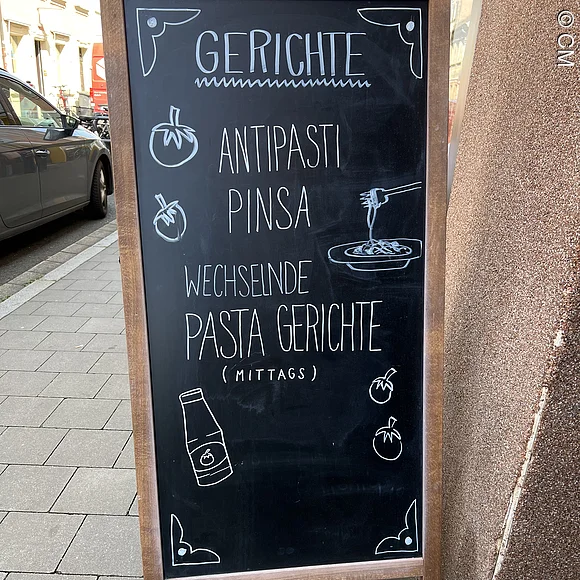 GERICHTE
ANTIPASTI
PINSA
WECHSELNDE
PASTA GERICHTE
(MITTAGS)
© CM